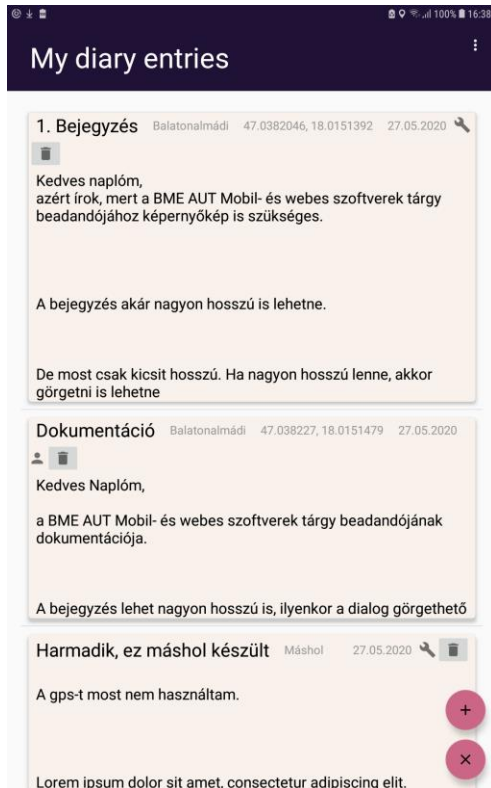 100% 16:38
My diary entries
1. Bejegyzés Balatonalmádi 47.0382046, 18.0151392 27.05.2020
Kedves naplóm,
azért írok, mert a BME AUT Mobil- és webes szoftverek tárgy
beadandójához képernyőkép is szükséges.
A bejegyzés akár nagyon hosszú is lehetne.
De most csak kicsit hosszú. Ha nagyon hosszú lenne, akkor
görgetni is lehetne
Dokumentáció Balatonalmádi 47.038227, 18.0151479 27.05.2020
Kedves Naplóm,
a BME AUT Mobil- és webes szoftverek tárgy beadandójának
dokumentációja.
A bejegyzés lehet nagyon hosszú is, ilyenkor a dialog görgethető
Harmadik, ez máshol készült Máshol 27.05.2020
A gps-t most nem használtam.
Lorem ipsum dolor sit amet, consectetur adipiscing elit.